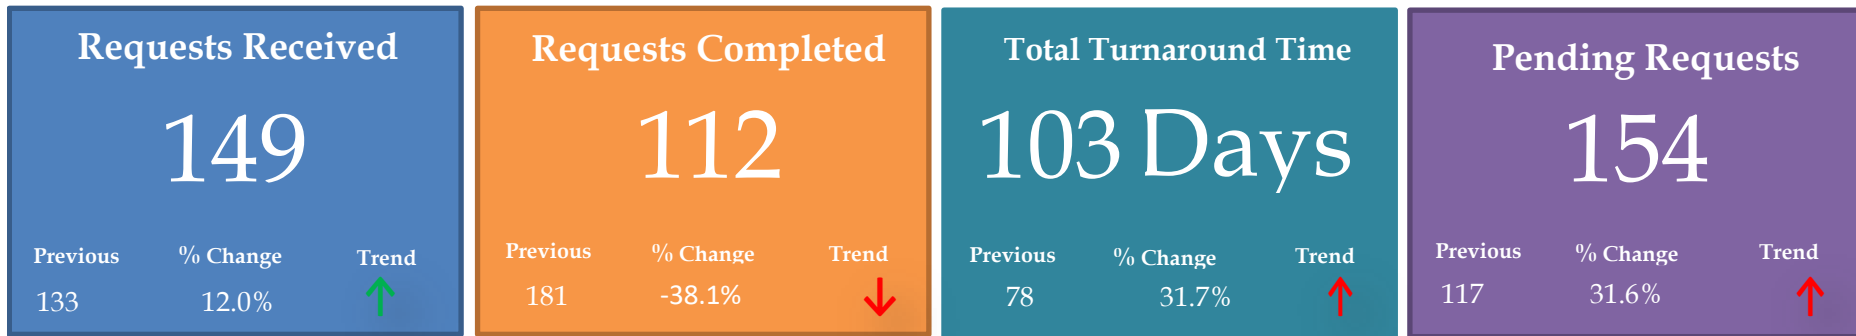 Requests Received
149
Previous % Change Trend
133 12.0%
Requests Completed
112
Previous % Change Trend
181 -38.1%
Total Turnaround Time
103 Days
Previous % Change Trend
78 31.7%
Pending Requests
154
Previous % Change Trend
117 31.6%